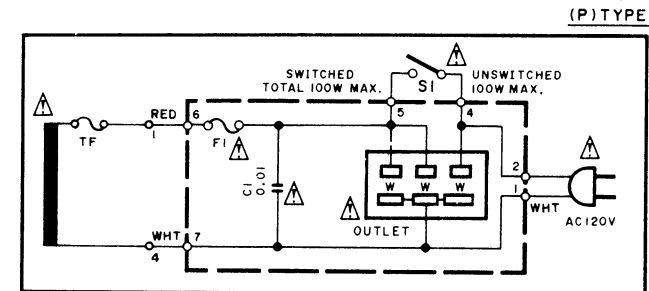 (P)TYPE
SWITCHED
TOTAL 100W MAX.
S1
UNSWITCHED
100W MAX.
RED
1
6
5
4
TF
F1
C1
0.01
2
1
W W W
WHT
OUTLET
AC120V
WHT
4
7